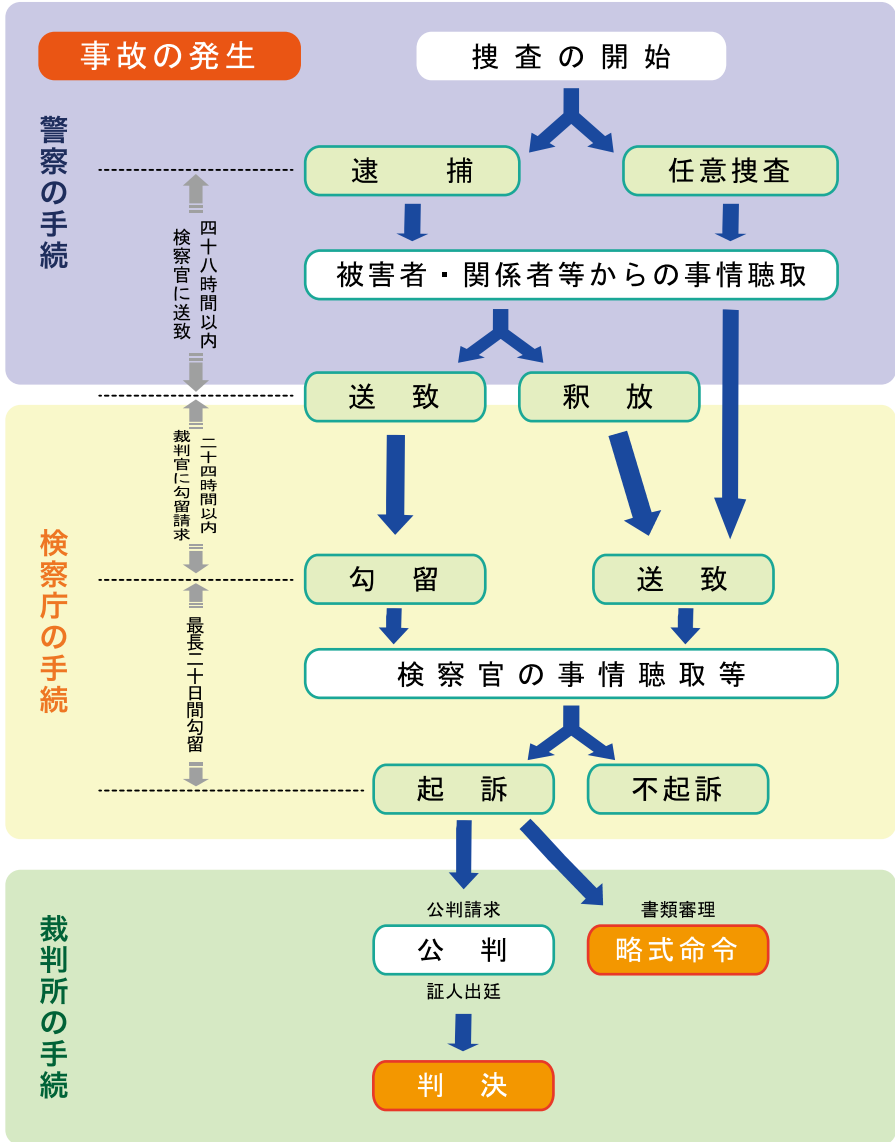 事故の発生
捜査の開始
警察の手続
逮捕
任意捜査
四十八時間以内
検察官に送致
被害者・関係者等からの事情聴取
送致
釈放
検察庁の手続
二十四時間以内
裁判官に勾留請求
勾留
送致
最長二十日間勾留
検察官の事情聴取等
起訴
不起訴
裁判所の手続
公判請求
書類審理
公判
略式命令
証人出廷
判決